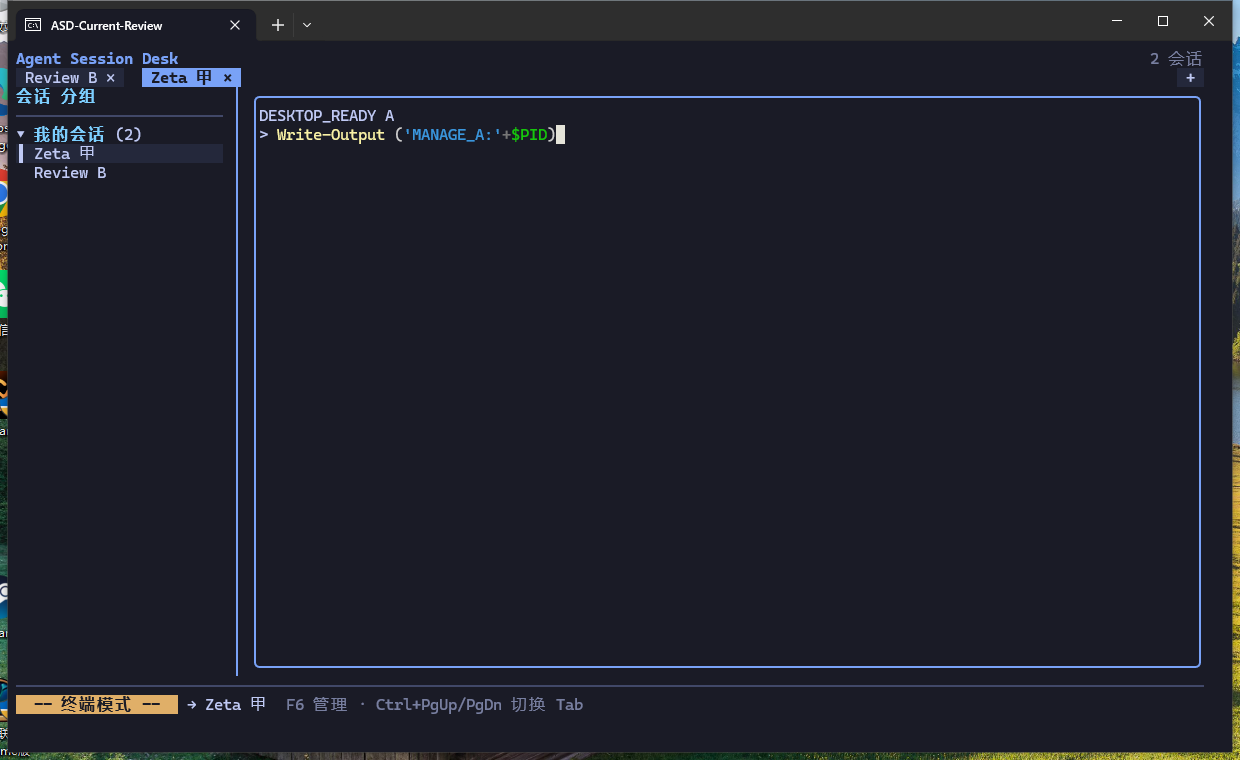 ASD-Current-Review
Agent Session Desk
2 会话
Review B ×
Zeta 甲 ×
+
会话 分组
▾ 我的会话 (2)
Zeta 甲
Review B
DESKTOP_READY A
> Write-Output ('MANAGE_A:'+$PID)
-- 终端模式 -- → Zeta 甲 F6 管理 · Ctrl+PgUp/PgDn 切换 Tab